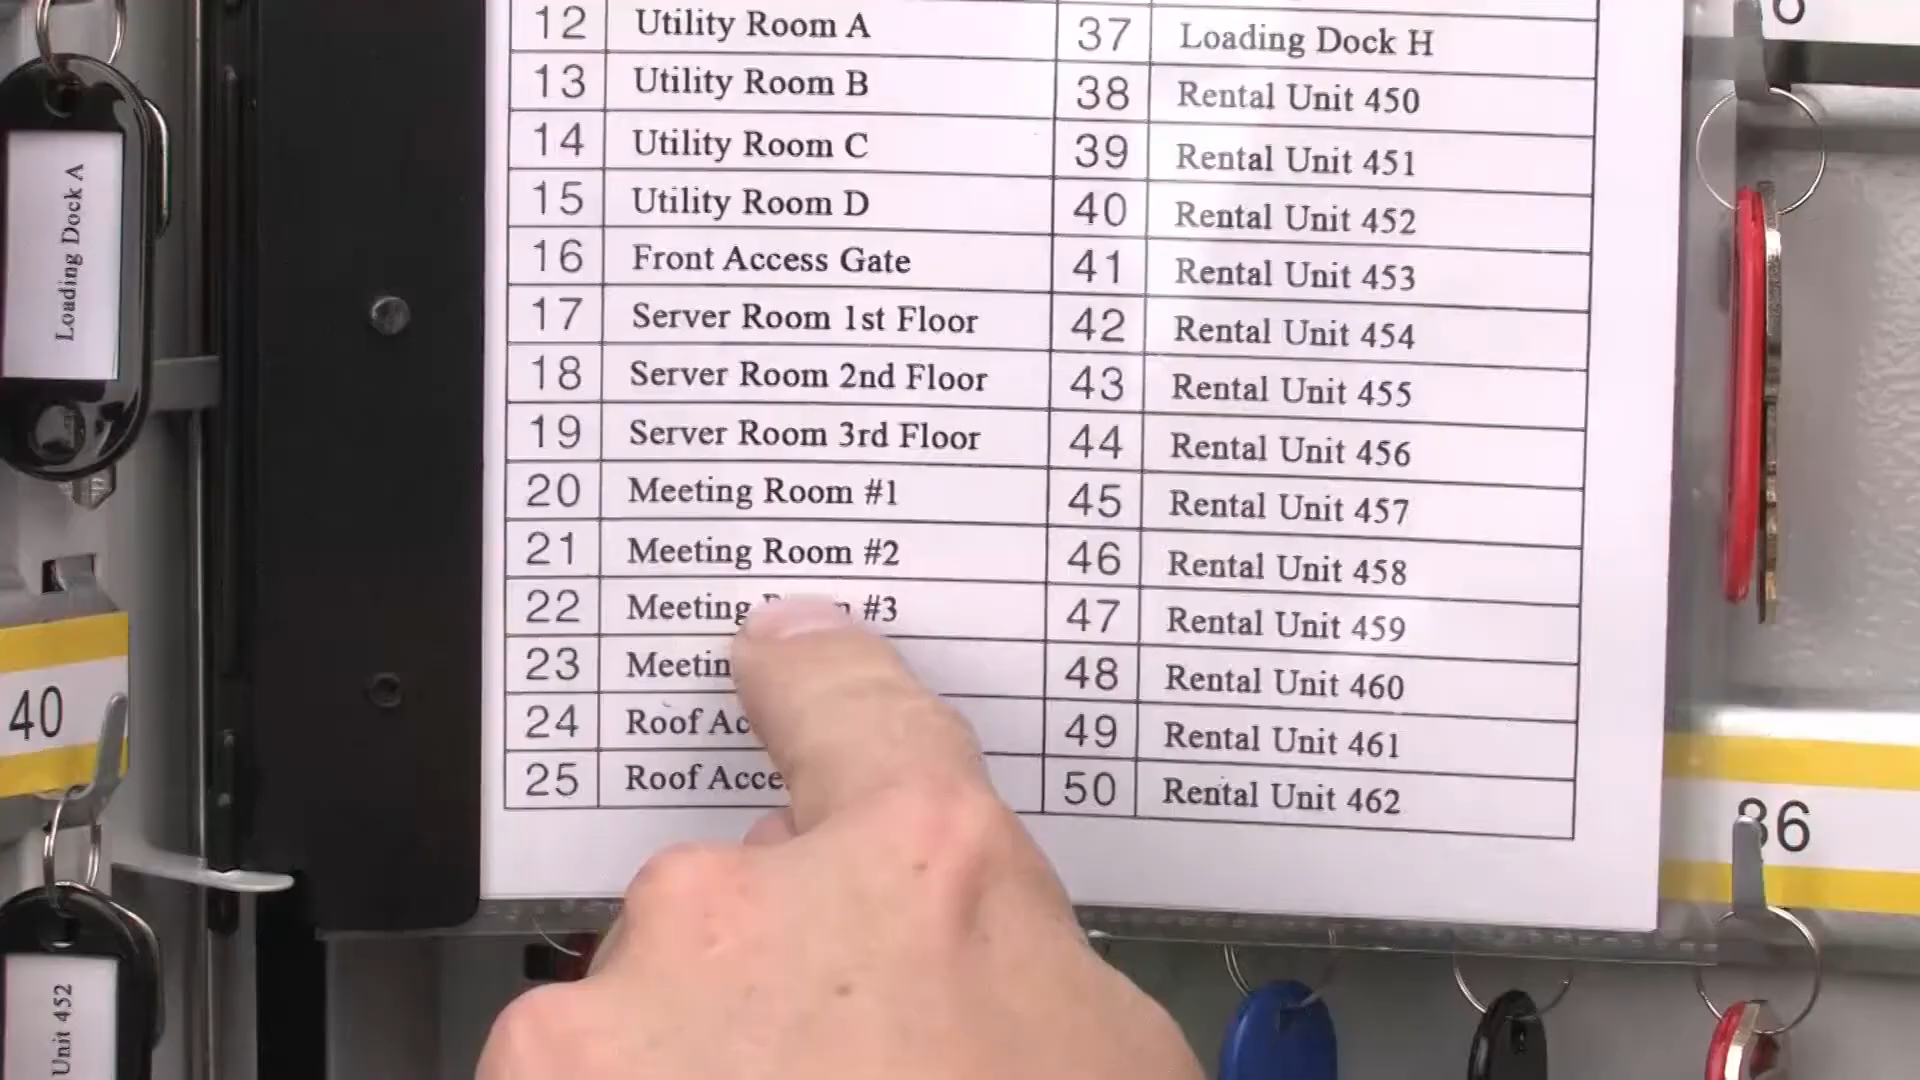 12 Utility Room A 37 Loading Dock H
13 Utility Room B 38 Rental Unit 450
14 Utility Room C 39 Rental Unit 451
15 Utility Room D 40 Rental Unit 452
16 Front Access Gate 41 Rental Unit 453
17 Server Room 1st Floor 42 Rental Unit 454
18 Server Room 2nd Floor 43 Rental Unit 455
19 Server Room 3rd Floor 44 Rental Unit 456
20 Meeting Room #1 45 Rental Unit 457
21 Meeting Room #2 46 Rental Unit 458
22 Meeting #3 47 Rental Unit 459
23 48 Rental Unit 460
24 Roof 49 Rental Unit 461
25 Roof 50 Rental Unit 462
Loading Dock A
40
Unit 452
36